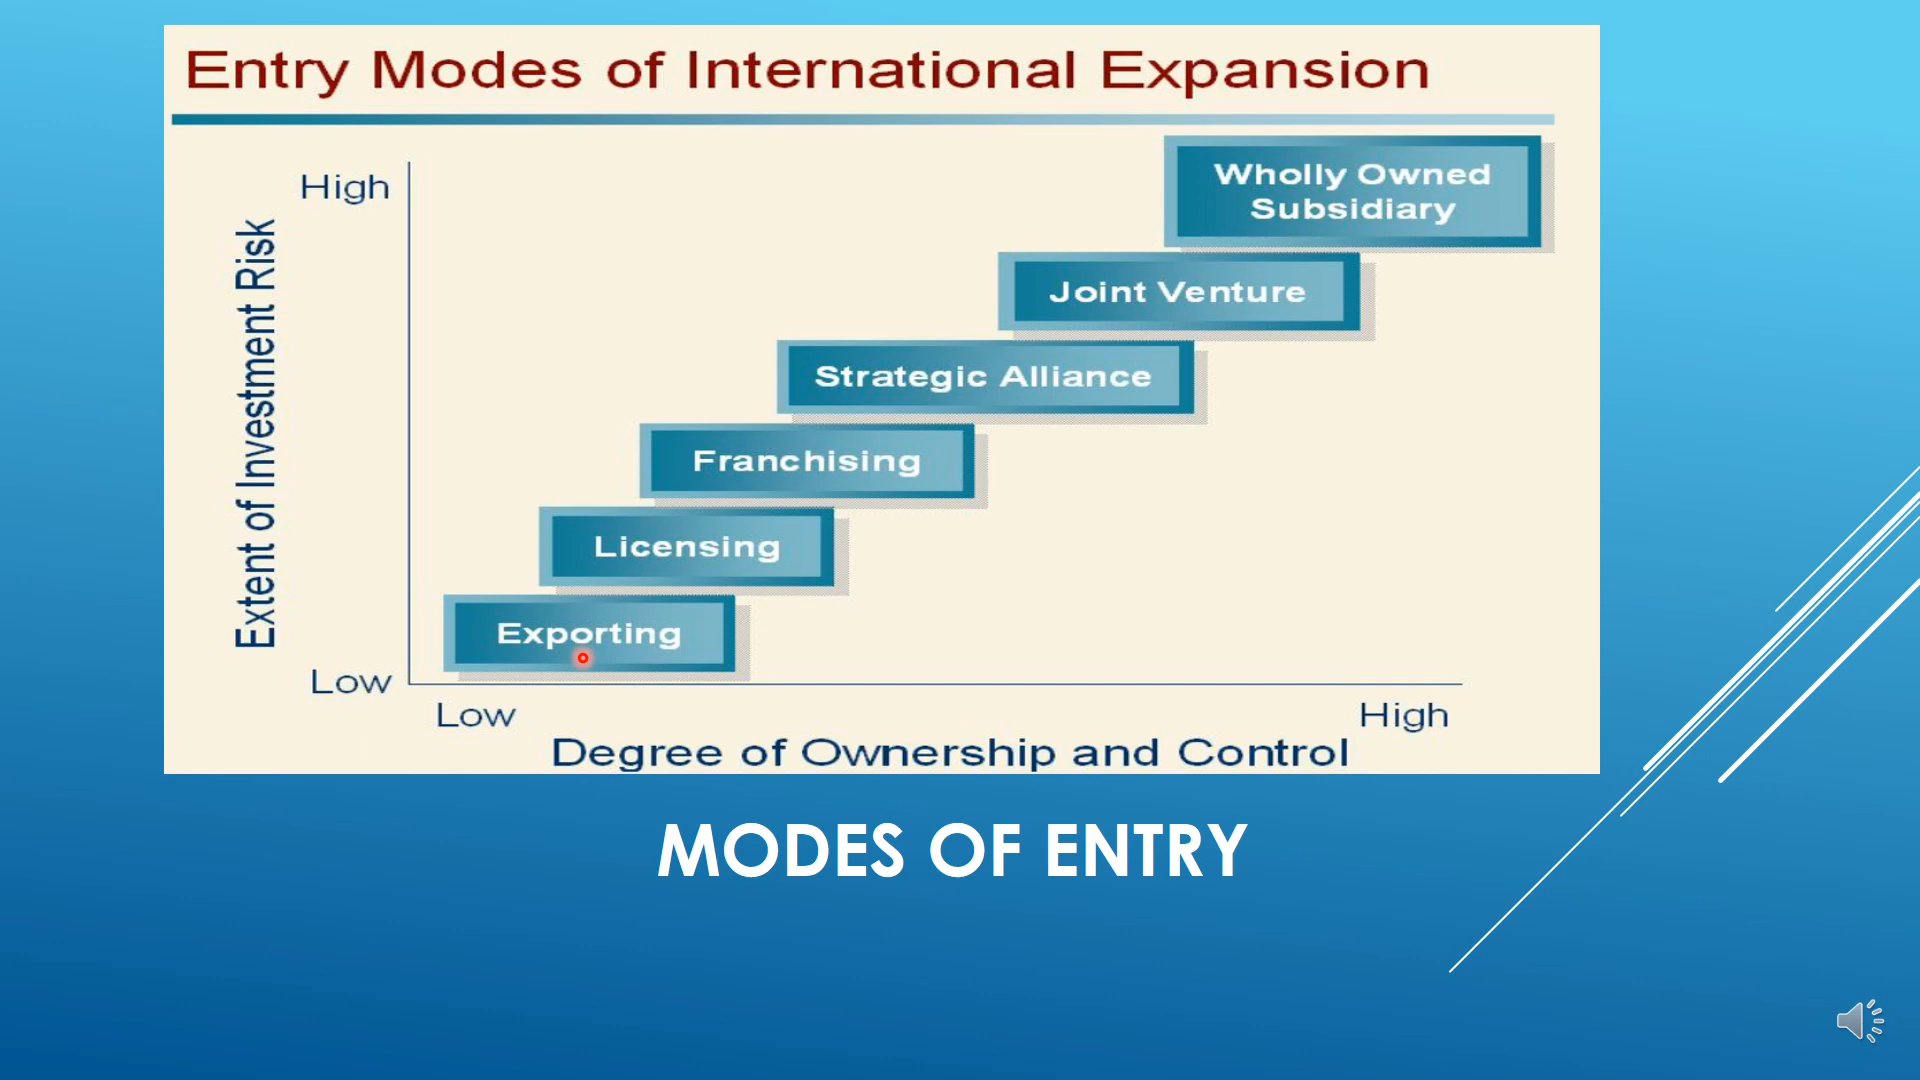 Entry Modes of International Expansion
High
Wholly Owned
Subsidiary
Joint Venture
Strategic Alliance
Franchising
Licensing
Exporting
Extent of Investment Risk
Low
Low
High
Degree of Ownership and Control
MODES OF ENTRY